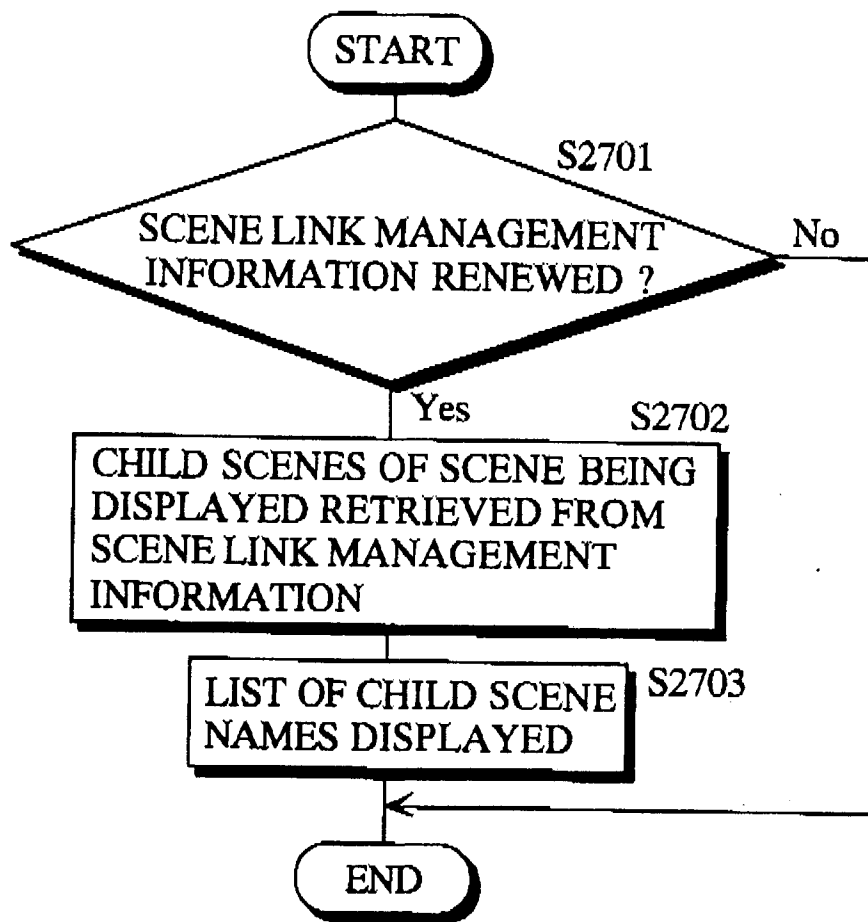 START
S2701
SCENE LINK MANAGEMENT
INFORMATION RENEWED ?
No
Yes
S2702
CHILD SCENES OF SCENE BEING
DISPLAYED RETRIEVED FROM
SCENE LINK MANAGEMENT
INFORMATION
S2703
LIST OF CHILD SCENE
NAMES DISPLAYED
END